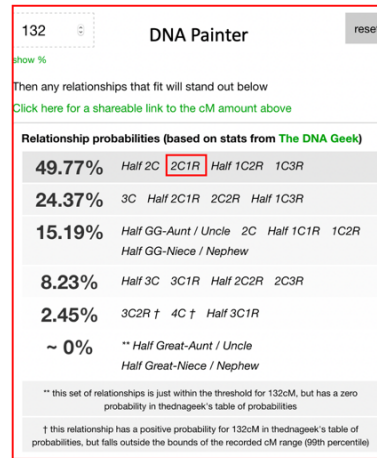 132
DNA Painter
reset
show %
Then any relationships that fit will stand out below
Click here for a shareable link to the cM amount above
Relationship probabilities (based on stats from The DNA Geek)
49.77% Half 2C 2C1R Half 1C2R 1C3R
24.37% 3C Half 2C1R 2C2R Half 1C3R
15.19% Half GG-Aunt / Uncle 2C Half 1C1R 1C2R
Half GG-Niece / Nephew
8.23% Half 3C 3C1R Half 2C2R 2C3R
2.45% 3C2R † 4C † Half 3C1R
~ 0% ** Half Great-Aunt / Uncle
Half Great-Niece / Nephew
** this set of relationships is just within the threshold for 132cM, but has a zero
probability in thednageek's table of probabilities
† this relationship has a positive probability for 132cM in thednageek's table of
probabilities, but falls outside the bounds of the recorded cM range (99th percentile)